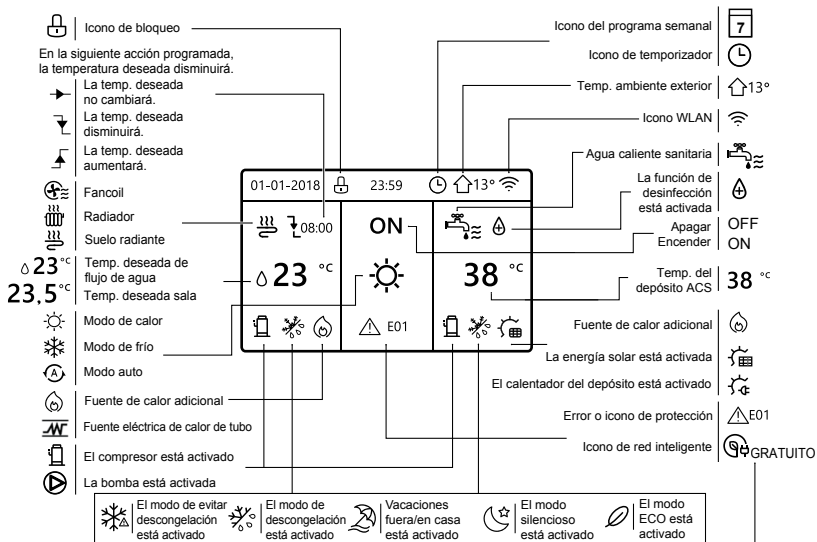 Icono de bloqueo
En la siguiente acción programada,
la temperatura deseada disminuirá.
La temp. deseada
no cambiará.
La temp. deseada
disminuirá.
La temp. deseada
aumentará.
Fancoil
Radiador
Suelo radiante
23°C
Temp. deseada de
flujo de agua
23,5°C
Temp. deseada sala
Modo de calor
Modo de frío
A
Modo auto
Fuente de calor adicional
Fuente eléctrica de calor de tubo
El compresor está activado
La bomba está activada
01-01-2018 23:59 13°
08:00
ON
23 °C
38 °C
E01
Icono del programa semanal
7
Icono de temporizador
Temp. ambiente exterior
13°
Icono WLAN
Agua caliente sanitaria
La función de
desinfección
está activada
Apagar
OFF
Encender
ON
Temp. del
depósito ACS
38 °C
Fuente de calor adicional
La energía solar está activada
El calentador del depósito está activado
Error o icono de protección
E01
Icono de red inteligente
GRATUITO
El modo de evitar
descongelación
está activado
El modo de
descongelación
está activado
Vacaciones
fuera/en casa
está activado
El modo
silencioso
está activado
El modo
ECO está
activado